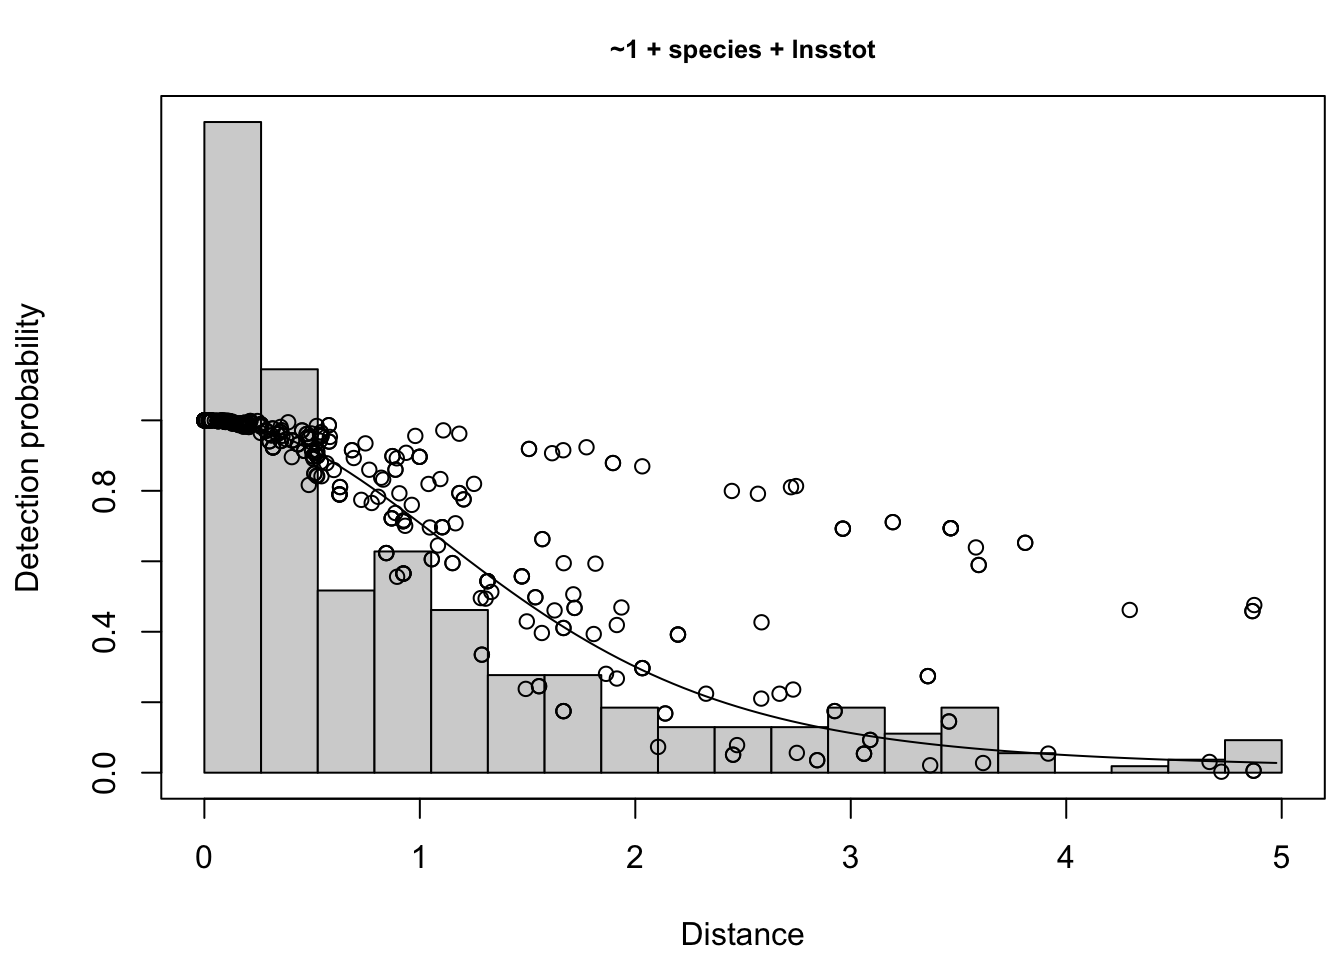 ~1 + species + lnsstot
Detection probability
0.8
0.4
0.0
0 1 2 3 4 5
Distance